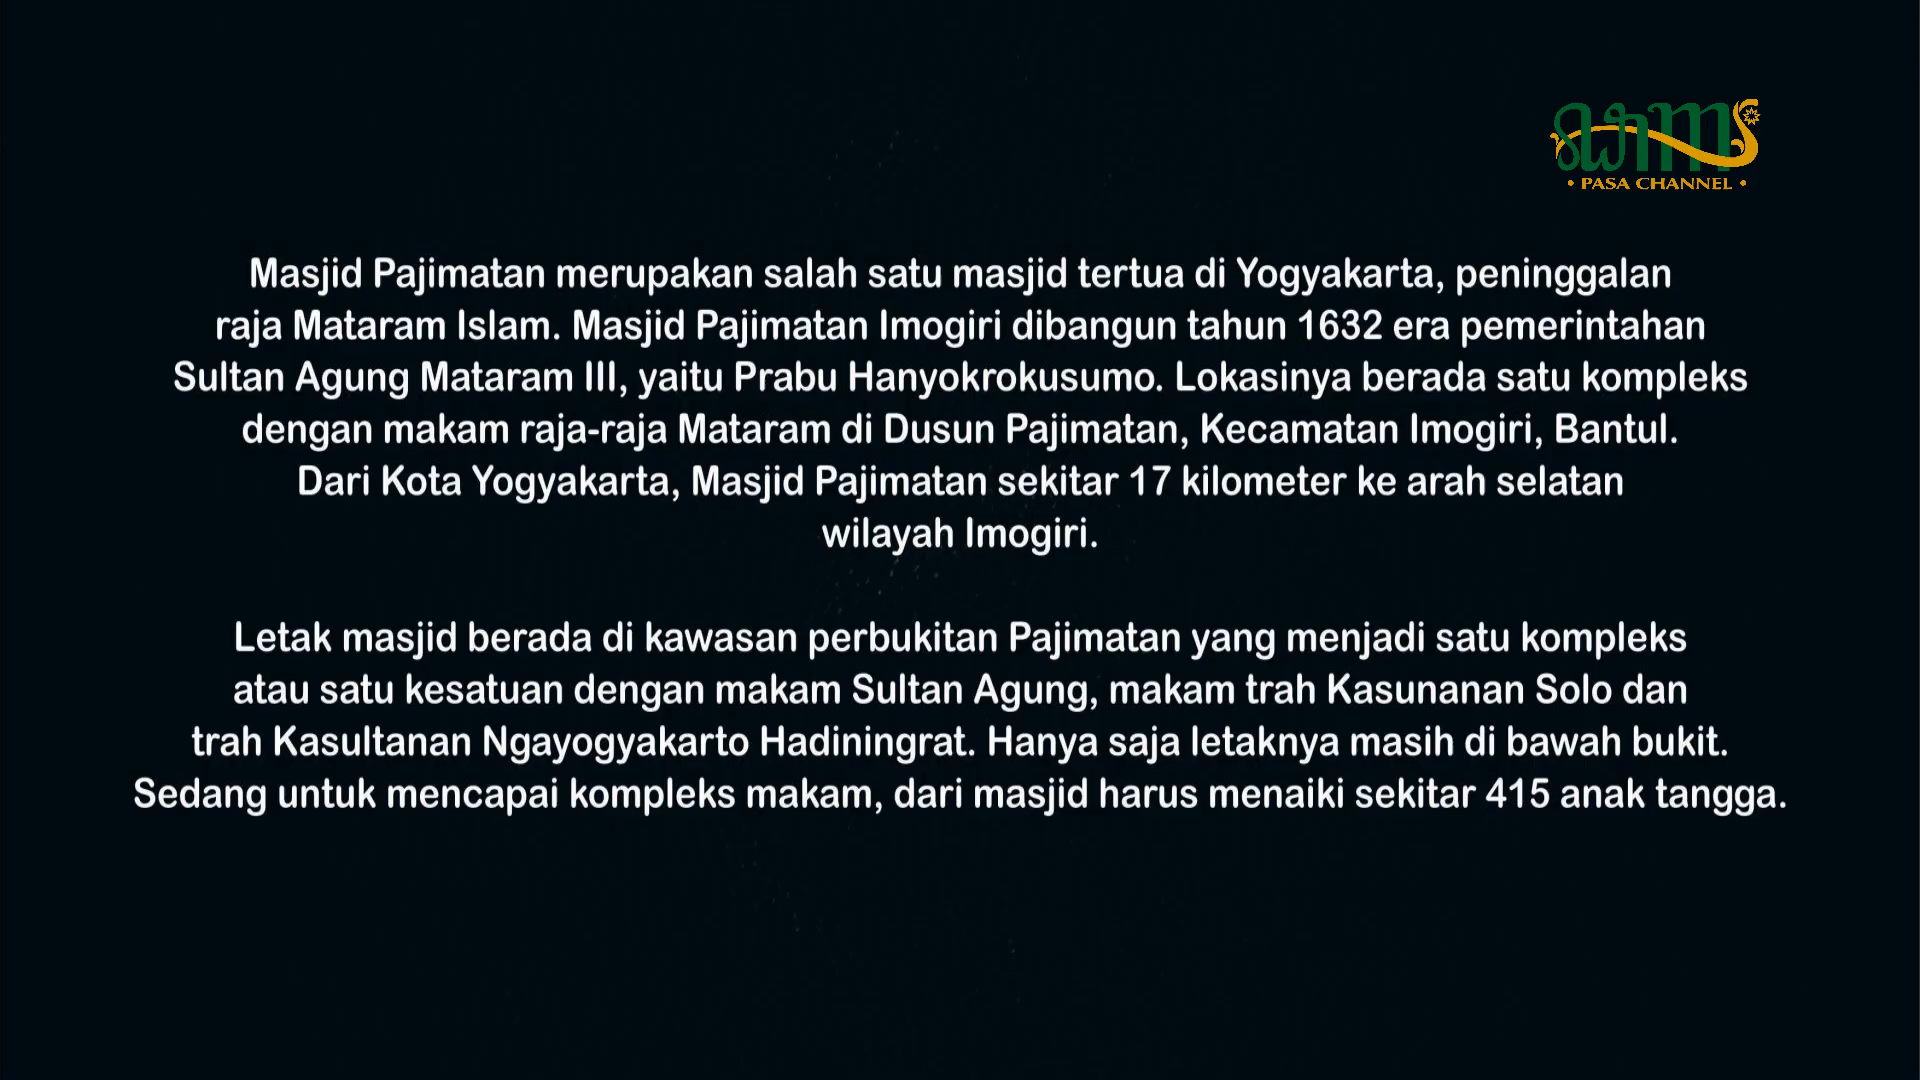 • PASA CHANNEL •
Masjid Pajimatan merupakan salah satu masjid tertua di Yogyakarta, peninggalan
raja Mataram Islam. Masjid Pajimatan Imogiri dibangun tahun 1632 era pemerintahan
Sultan Agung Mataram III, yaitu Prabu Hanyokrokusumo. Lokasinya berada satu kompleks
dengan makam raja-raja Mataram di Dusun Pajimatan, Kecamatan Imogiri, Bantul.
Dari Kota Yogyakarta, Masjid Pajimatan sekitar 17 kilometer ke arah selatan
wilayah Imogiri.
Letak masjid berada di kawasan perbukitan Pajimatan yang menjadi satu kompleks
atau satu kesatuan dengan makam Sultan Agung, makam trah Kasunanan Solo dan
trah Kasultanan Ngayogyakarto Hadiningrat. Hanya saja letaknya masih di bawah bukit.
Sedang untuk mencapai kompleks makam, dari masjid harus menaiki sekitar 415 anak tangga.